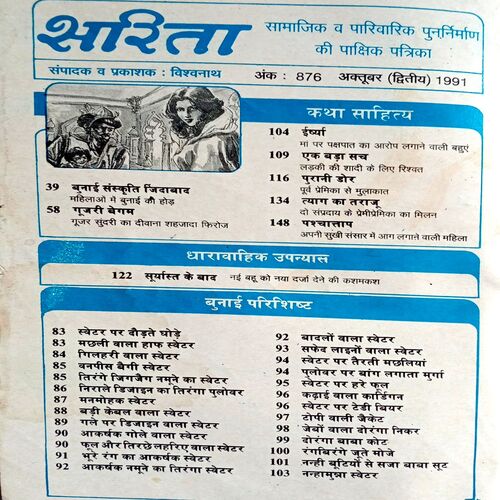 सरिता
सामाजिक व पारिवारिक पुनर्निर्माण
की पाक्षिक पत्रिका
संपादक व प्रकाशक : विश्वनाथ
अंक : 876 अक्तूबर (द्वितीय) 1991
39 बुनाई संस्कृति जिंदाबाद
महिलाओं में बुनाई की होड़
58 गूजरी बेगम
गूजर सुंदरी का दीवाना शहजादा फिरोज
कथा साहित्य
104 ईर्ष्या
मां पर पक्षपात का आरोप लगाने वाली बहुएं
109 एक बड़ा सच
लड़की की शादी के लिए रिश्वत
116 पुरानी डोर
पूर्व प्रेमिका से मुलाकात
134 त्याग का तराजू
दो संप्रदाय के प्रेमीप्रेमिका का मिलन
148 पश्चात्ताप
अपनी सुखी संसार में आग लगाने वाली महिला
धारावाहिक उपन्यास
122 सूर्यास्त के बाद नई बहू को नया दर्जा देने की कशमकश
बुनाई परिशिष्ट
83 स्वेटर पर दौड़ते घोड़े
83 मछली वाला हाफ स्वेटर
84 गिलहरी वाला स्वेटर
85 वनपीस बैगी स्वेटर
85 तिरंगे जिगजैग नमूने का स्वेटर
86 निराले डिजाइन का तिरंगा पुलोवर
87 मनमोहक स्वेटर
88 बड़ी केबल वाला स्वेटर
89 गले पर डिजाइन वाला स्वेटर
90 आकर्षक गोले वाला स्वेटर
90 फूल और तिरछे लहरिए वाला स्वेटर
91 भूरे रंग का आकर्षक स्वेटर
92 आकर्षक नमूने का तिरंगा स्वेटर
92 बादलों वाला स्वेटर
93 सफेद लाइनों वाला स्वेटर
94 स्वेटर पर तैरती मछलियां
94 पुलोवर पर बांग लगाता मुर्गा
95 स्वेटर पर हरे फूल
96 कढ़ाई वाला कार्डिगन
96 स्वेटर पर टेडी बियर
97 टोपी वाली जैकेट
98 जेबों वाला दोरंगा निकर
99 दोरंगा बाबा कोट
100 रंगबिरंगे जूते मोजे
101 नन्ही बूटियों से सजा बाबा सूट
103 नन्हामुन्ना स्वेटर